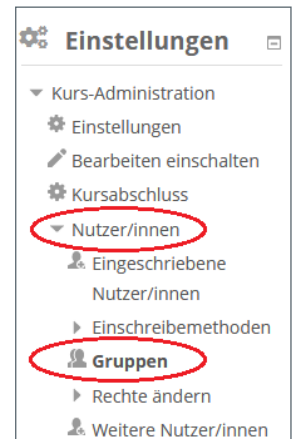 Einstellungen
Kurs-Administration
Einstellungen
Bearbeiten einschalten
Kursabschluss
Nutzer/innen
Eingeschriebene
Nutzer/innen
Einschreibemethoden
Gruppen
Rechte ändern
Weitere Nutzer/innen